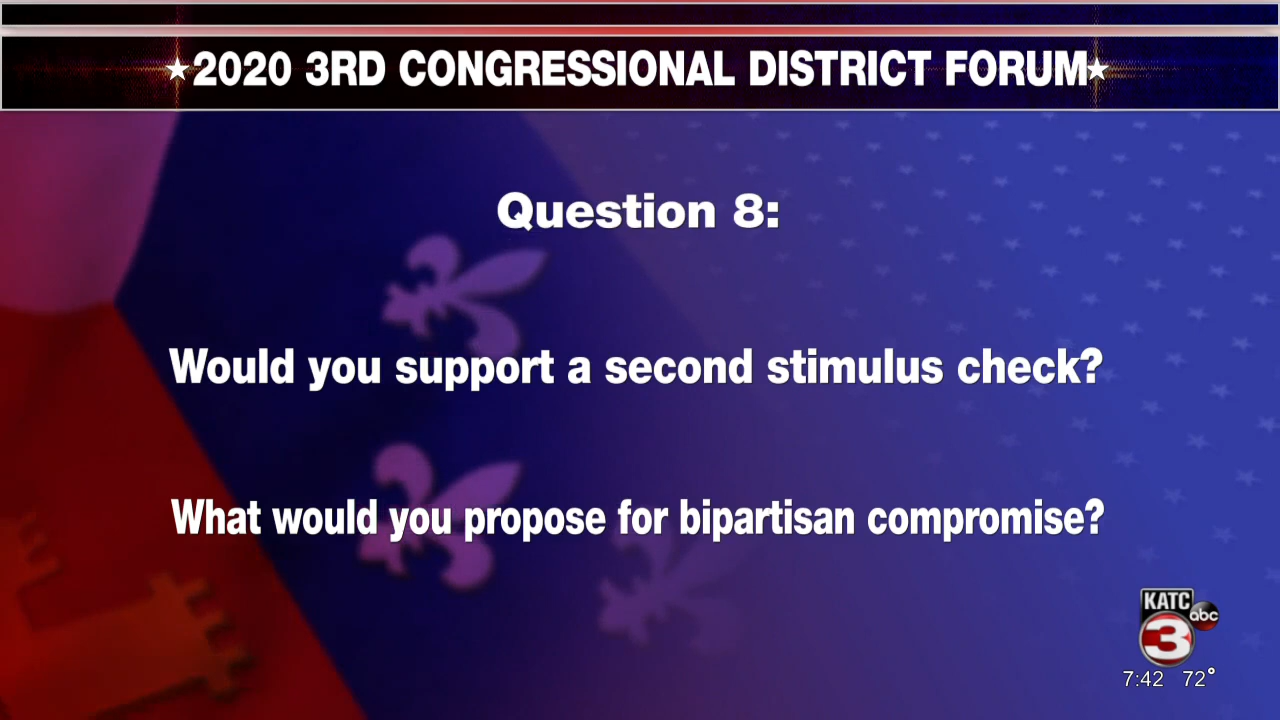 ★2020 3RD CONGRESSIONAL DISTRICT FORUM★
Question 8:
Would you support a second stimulus check?
What would you propose for bipartisan compromise?
KATC
abc
3
7:42 72°